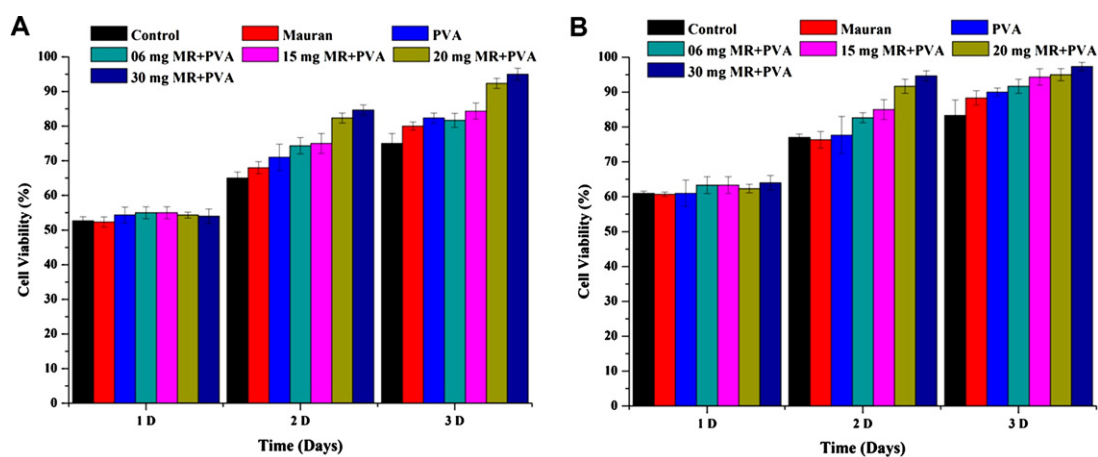 A
Control Mauran PVA
06 mg MR+PVA 15 mg MR+PVA 20 mg MR+PVA
30 mg MR+PVA
100
90
80
70
60
50
40
30
20
10
0
Cell Viability (%)
1 D 2 D 3 D
Time (Days)
B
Control Mauran PVA
06 mg MR+PVA 15 mg MR+PVA 20 mg MR+PVA
30 mg MR+PVA
100
90
80
70
60
50
40
30
20
10
0
Cell Viability (%)
1 D 2 D 3 D
Time (Days)